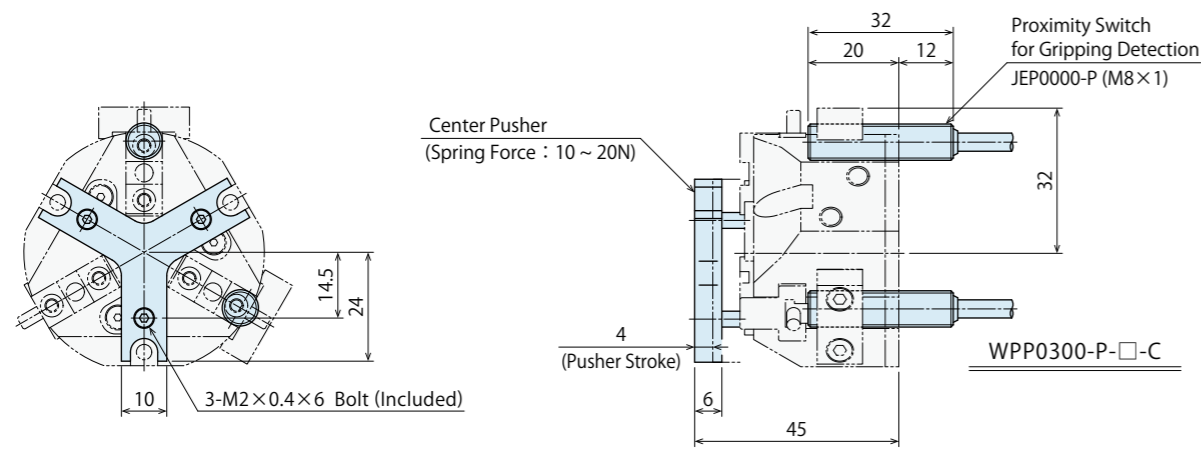 32
20
12
Proximity Switch
for Gripping Detection
JEP0000-P (M8×1)
Center Pusher
(Spring Force：10 ~ 20N)
32
14.5
24
4
(Pusher Stroke)
WPP0300-P-□-C
10
3-M2×0.4×6 Bolt (Included)
6
45